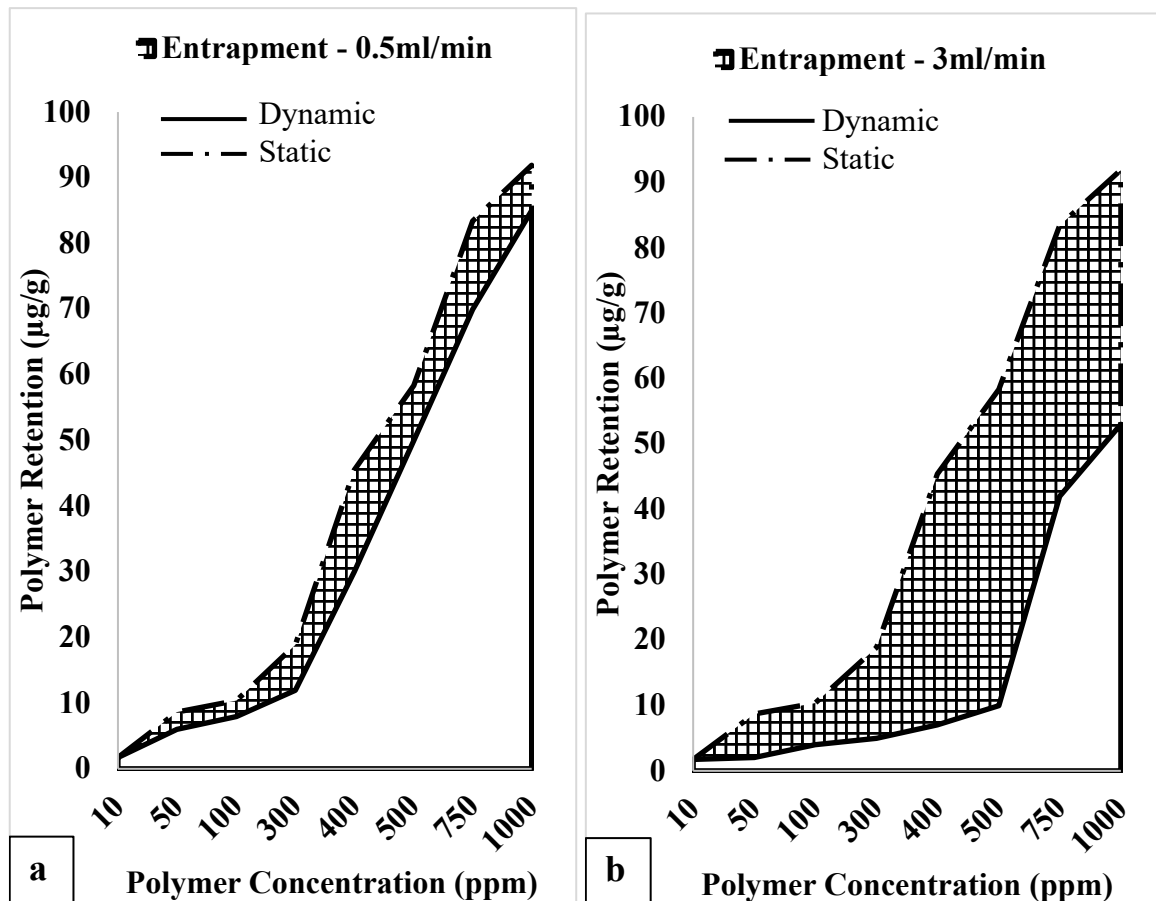 Entrapment - 0.5ml/min
Dynamic
Static
100
90
80
70
60
50
40
30
20
10
0
Polymer Retention (µg/g)
10 50 100 300 400 500 750 1000
Polymer Concentration (ppm)
a
Entrapment - 3ml/min
Dynamic
Static
100
90
80
70
60
50
40
30
20
10
0
Polymer Retention (µg/g)
10 50 100 300 400 500 750 1000
Polymer Concentration (ppm)
b